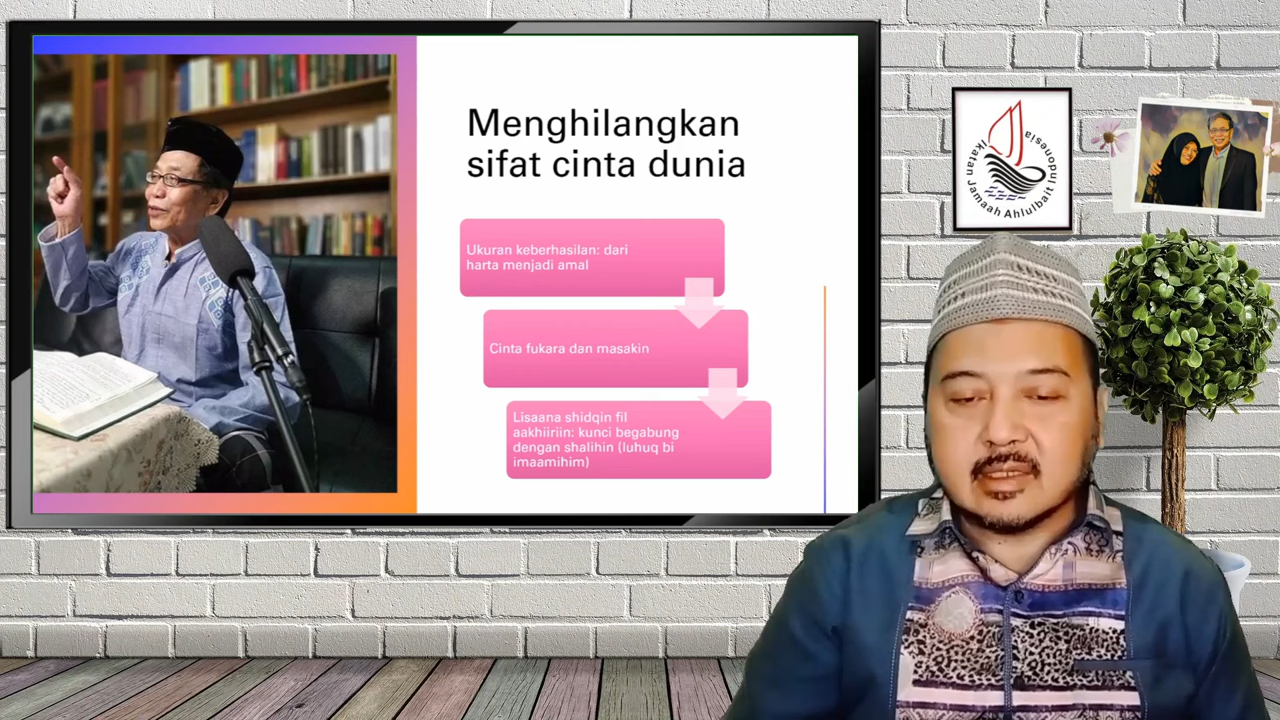 Menghilangkan
sifat cinta dunia
Ukuran keberhasilan: dari
harta menjadi amal
Cinta fukara dan masakin
Lisaana shidqin fil
aakhiiriin: kunci begabung
dengan shalihin (luhuq bi
imaamihim)
Ikatan Jamaah Ahlulbait Indonesia